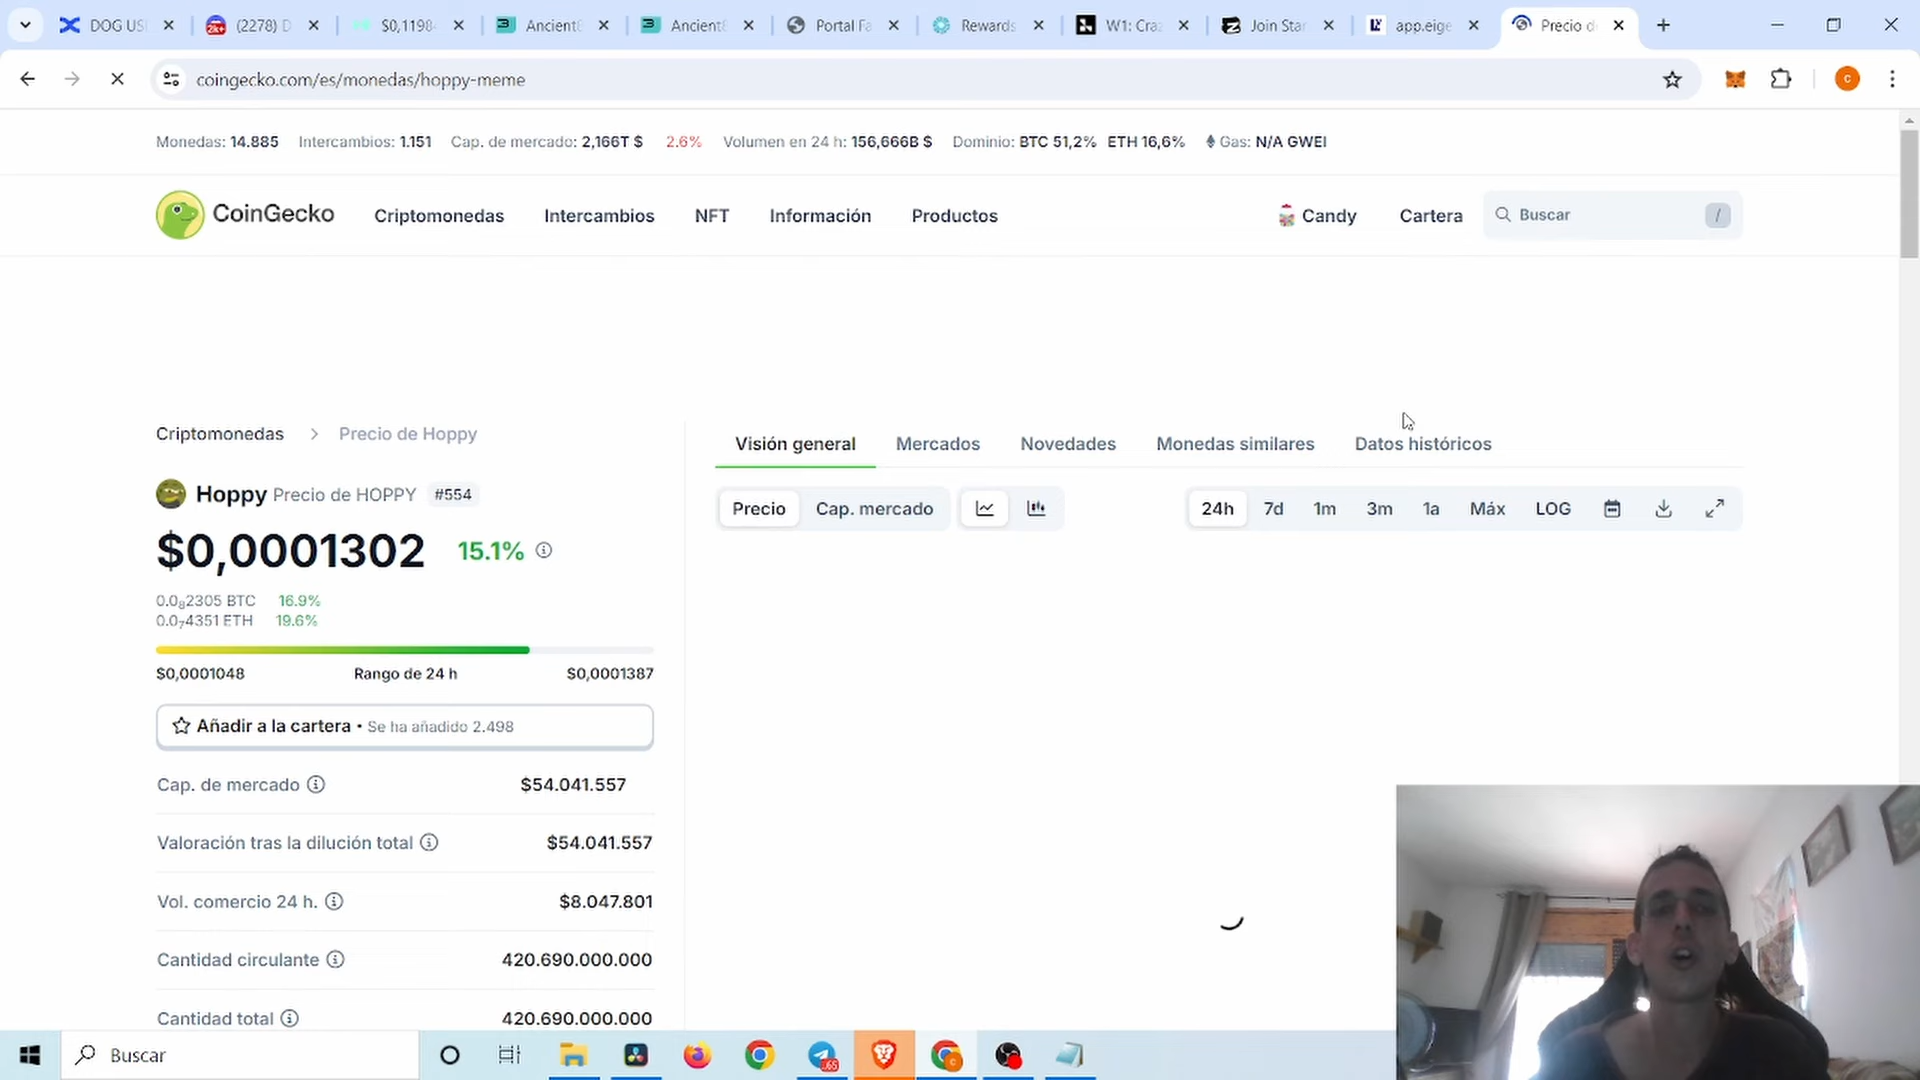 DOG US
(2278) D
$0,1198
Ancient8
Ancient8
Portal Fa
Rewards
W1: Craz
Join Star
app.eige
Precio d
coingecko.com/es/monedas/hoppy-meme
C
Monedas: 14.885 Intercambios: 1.151 Cap. de mercado: 2,166T $ 2.6% Volumen en 24 h: 156,666B $ Dominio: BTC 51,2% ETH 16,6% Gas: N/A GWEI
CoinGecko Criptomonedas Intercambios NFT Información Productos Candy Cartera Buscar /
Criptomonedas > Precio de Hoppy
Hoppy Precio de HOPPY #554
$0,0001302 15.1%
0.0₈2305 BTC 16.9%
0.0₇4351 ETH 19.6%
$0,0001048 Rango de 24 h $0,0001387
Añadir a la cartera • Se ha añadido 2.498
Cap. de mercado $54.041.557
Valoración tras la dilución total $54.041.557
Vol. comercio 24 h. $8.047.801
Cantidad circulante 420.690.000.000
Cantidad total 420.690.000.000
Visión general Mercados Novedades Monedas similares Datos históricos
Precio Cap. mercado 24h 7d 1m 3m 1a Máx LOG
Buscar